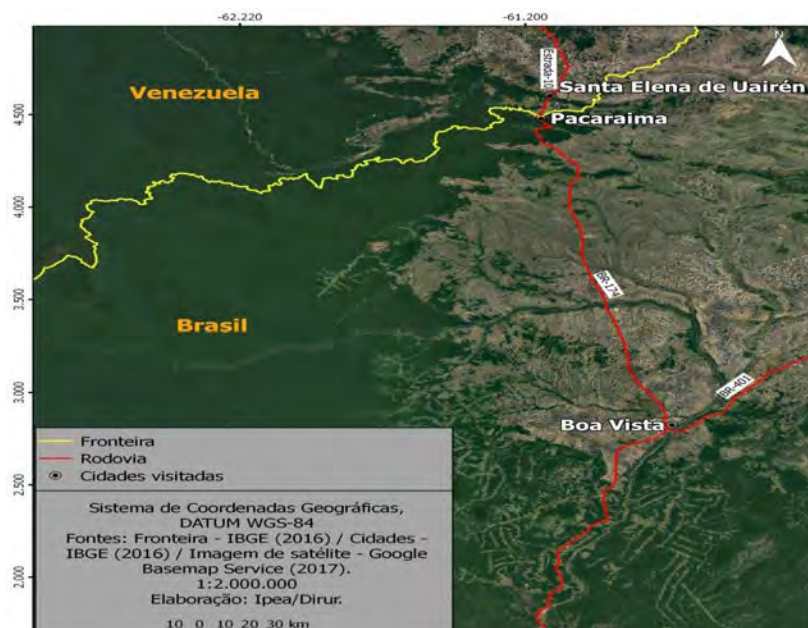 -62.220
-61.200
N
Estrada-10
Venezuela
Santa Elena de Uairén
4.500
Pacaraima
4.000
BR-174
3.500
Brasil
3.000
BR-401
Boa Vista
Fronteira
Rodovia
Cidades visitadas
2.500
Sistema de Coordenadas Geográficas,
DATUM WGS-84
Fontes: Fronteira - IBGE (2016) / Cidades -
IBGE (2016) / Imagem de satélite - Google
Basemap Service (2017).
2.000
1:2.000.000
Elaboração: Ipea/Dirur.
10 0 10 20 30 km